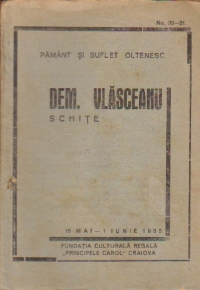 No. 30-31.
PĂMÂNT ȘI SUFLET OLTENESC
DEM. VLĂSCEANU
SCHIȚE
15 MAI—1 IUNIE 1935
FUNDAȚIA CULTURALĂ REGALĂ
„PRINCIPELE CAROL” CRAIOVA